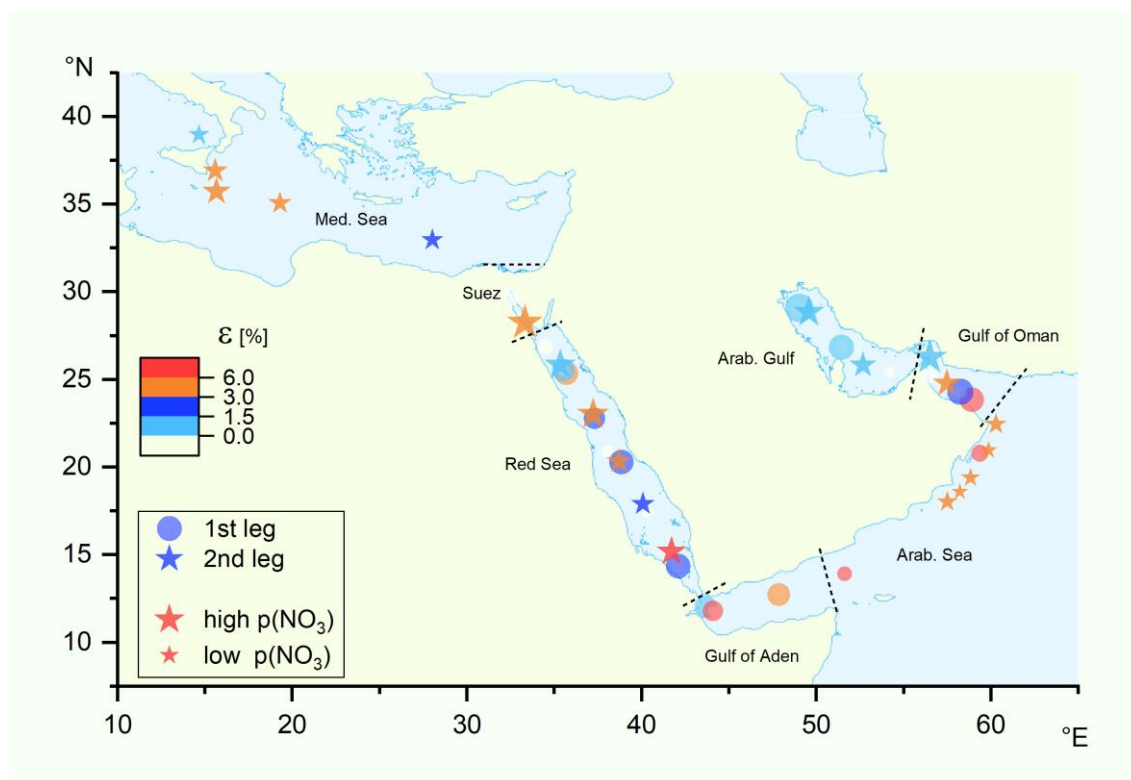 °N
40
35
Med. Sea
30
Suez
Gulf of Oman
ε [%]
Arab. Gulf
6.0
25
3.0
1.5
0.0
20
Red Sea
1st leg
2nd leg
15
Arab. Sea
high p(NO₃)
low p(NO₃)
10
Gulf of Aden
10 20 30 40 50 60
°E